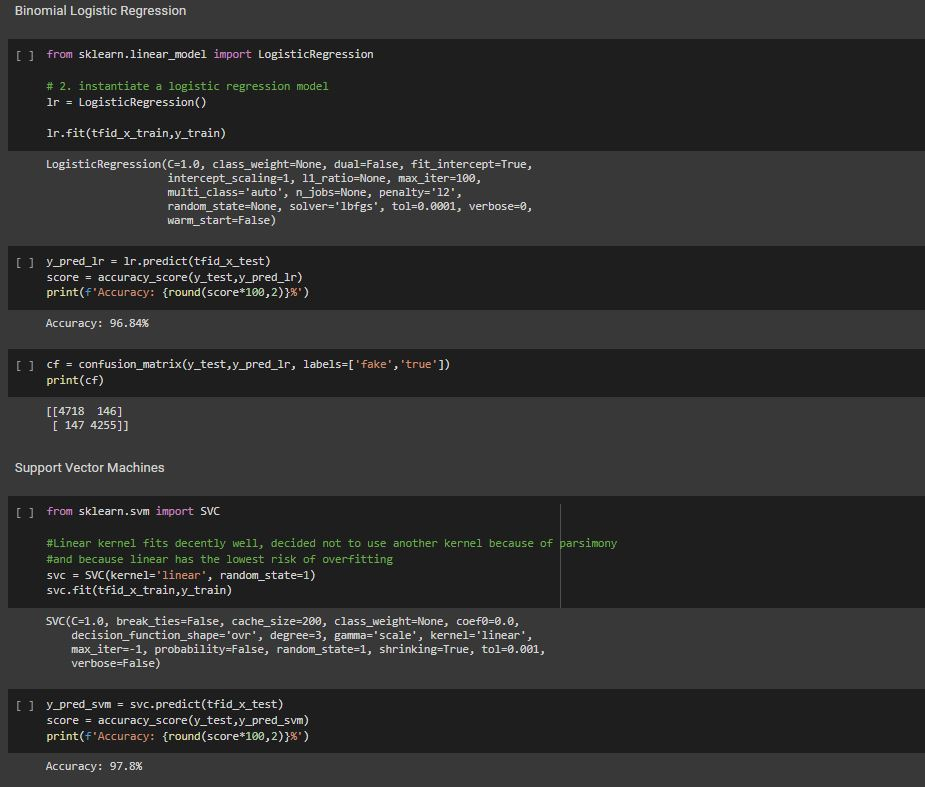 Binomial Logistic Regression
[ ] from sklearn.linear_model import LogisticRegression
# 2. instantiate a logistic regression model
lr = LogisticRegression()
lr.fit(tfid_x_train,y_train)
LogisticRegression(C=1.0, class_weight=None, dual=False, fit_intercept=True,
intercept_scaling=1, l1_ratio=None, max_iter=100,
multi_class='auto', n_jobs=None, penalty='l2',
random_state=None, solver='lbfgs', tol=0.0001, verbose=0,
warm_start=False)
[ ] y_pred_lr = lr.predict(tfid_x_test)
score = accuracy_score(y_test,y_pred_lr)
print(f'Accuracy: {round(score*100,2)}%')
Accuracy: 96.84%
[ ] cf = confusion_matrix(y_test,y_pred_lr, labels=['fake','true'])
print(cf)
[[4718  146]
[ 147 4255]]
Support Vector Machines
[ ] from sklearn.svm import SVC
#Linear kernel fits decently well, decided not to use another kernel because of parsimony
#and because linear has the lowest risk of overfitting
svc = SVC(kernel='linear', random_state=1)
svc.fit(tfid_x_train,y_train)
SVC(C=1.0, break_ties=False, cache_size=200, class_weight=None, coef0=0.0,
decision_function_shape='ovr', degree=3, gamma='scale', kernel='linear',
max_iter=-1, probability=False, random_state=1, shrinking=True, tol=0.001,
verbose=False)
[ ] y_pred_svm = svc.predict(tfid_x_test)
score = accuracy_score(y_test,y_pred_svm)
print(f'Accuracy: {round(score*100,2)}%')
Accuracy: 97.8%